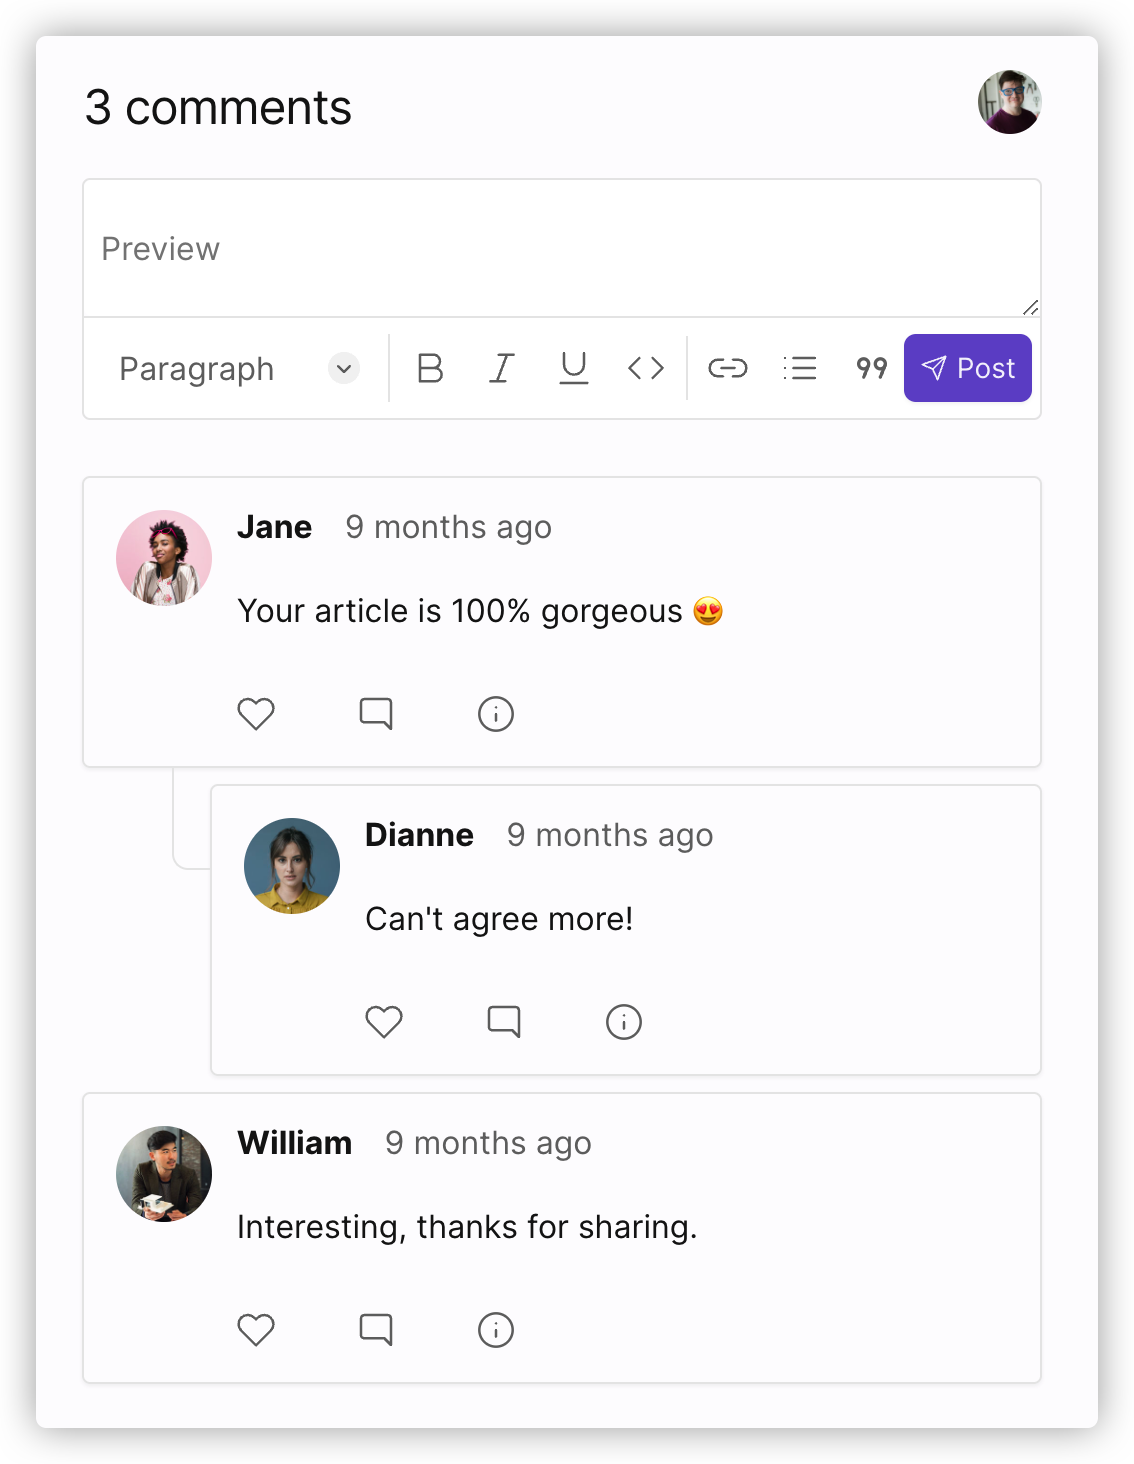 3 comments
Preview
Paragraph
Post
Jane 9 months ago
Your article is 100% gorgeous 😍
Dianne 9 months ago
Can't agree more!
William 9 months ago
Interesting, thanks for sharing.